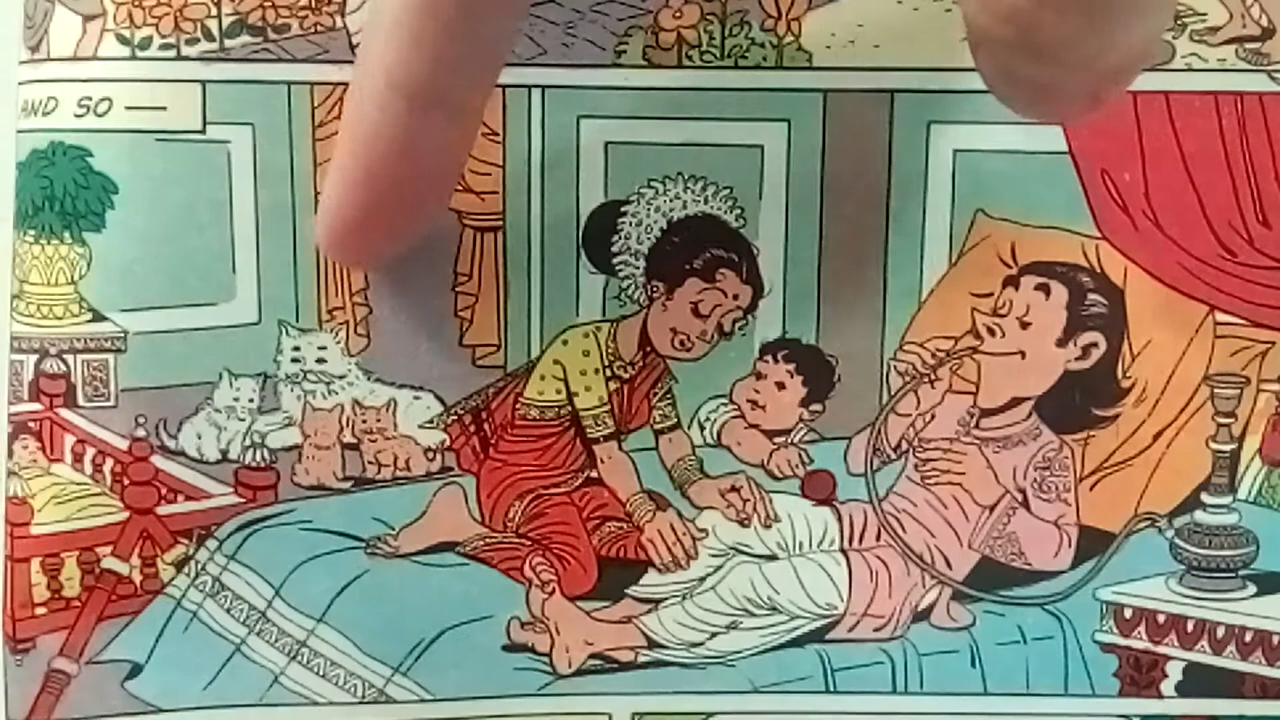 AND SO —